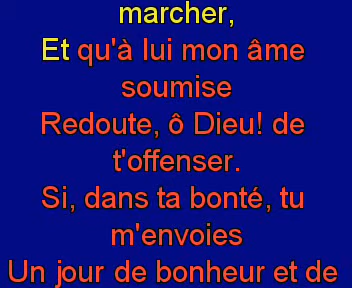 marcher,
Et qu'à lui mon âme
soumise
Redoute, ô Dieu! de
t'offenser.
Si, dans ta bonté, tu
m'envoies
Un jour de bonheur et de